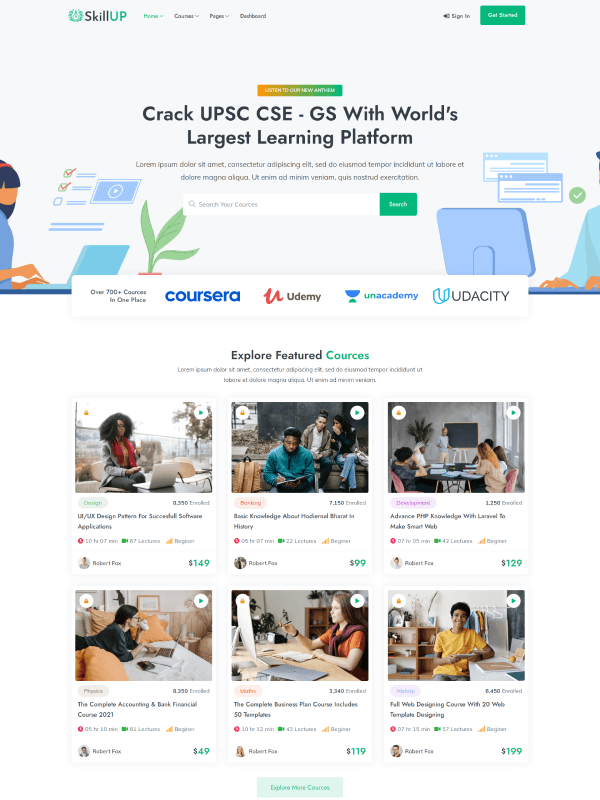 SkillUP
Home
Courses
Pages
Dashboard
Sign In
Get Started
LISTEN TO OUR NEW ANTHEM
Crack UPSC CSE - GS With World's
Largest Learning Platform
Lorem ipsum dolor sit amet, consectetur adipiscing elit, sed do eiusmod tempor incididunt ut labore et
dolore magna aliqua. Ut enim ad minim veniam, quis nostrud exercitation.
Search Your Cources
Search
Over 700+ Cources
In One Place
coursera
Udemy
unacademy
UDACITY
Explore Featured Cources
Lorem ipsum dolor sit amet, consectetur adipiscing elit, sed do eiusmod tempor incididunt ut
labore et dolore magna aliqua. Ut enim ad minim veniam.
Design 8,350 Enrolled
UI/UX Design Pattern For Succesfull Software
Applications
10 hr 07 min 67 Lectures Beginer
Robert Fox $149
Banking 7,150 Enrolled
Basic Knowledge About Hodiernal Bharat In
History
05 hr 07 min 22 Lectures Beginer
Robert Fox $99
Development 1,250 Enrolled
Advance PHP Knowledge With Laravel To
Make Smart Web
07 hr 05 min 42 Lectures Beginer
Robert Fox $129
Physics 8,350 Enrolled
The Complete Accounting & Bank Financial
Course 2021
05 hr 10 min 61 Lectures Beginer
Robert Fox $49
Maths 3,340 Enrolled
The Complete Business Plan Course Includes
50 Templates
10 hr 12 min 43 Lectures Beginer
Robert Fox $119
History 6,450 Enrolled
Full Web Designing Course With 20 Web
Template Designing
07 hr 15 min 57 Lectures Beginer
Robert Fox $199
Explore More Cources